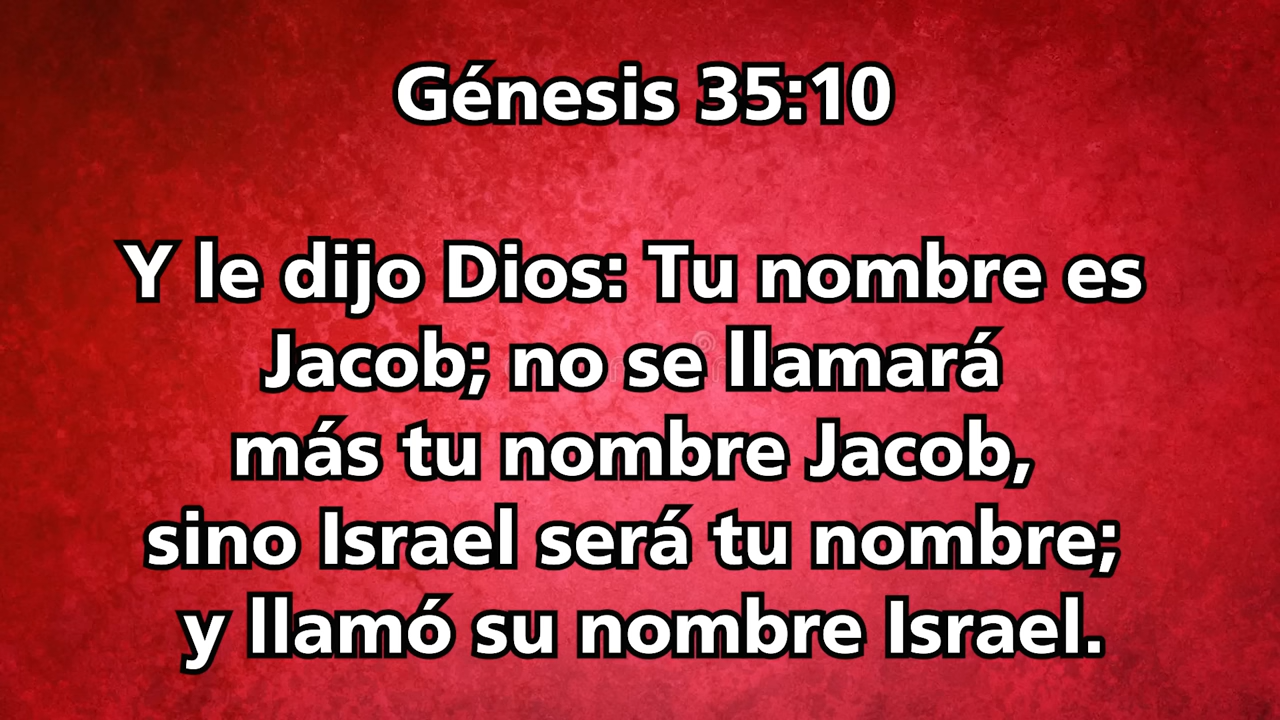 Génesis 35:10
Y le dijo Dios: Tu nombre es
Jacob; no se llamará
más tu nombre Jacob,
sino Israel será tu nombre;
y llamó su nombre Israel.